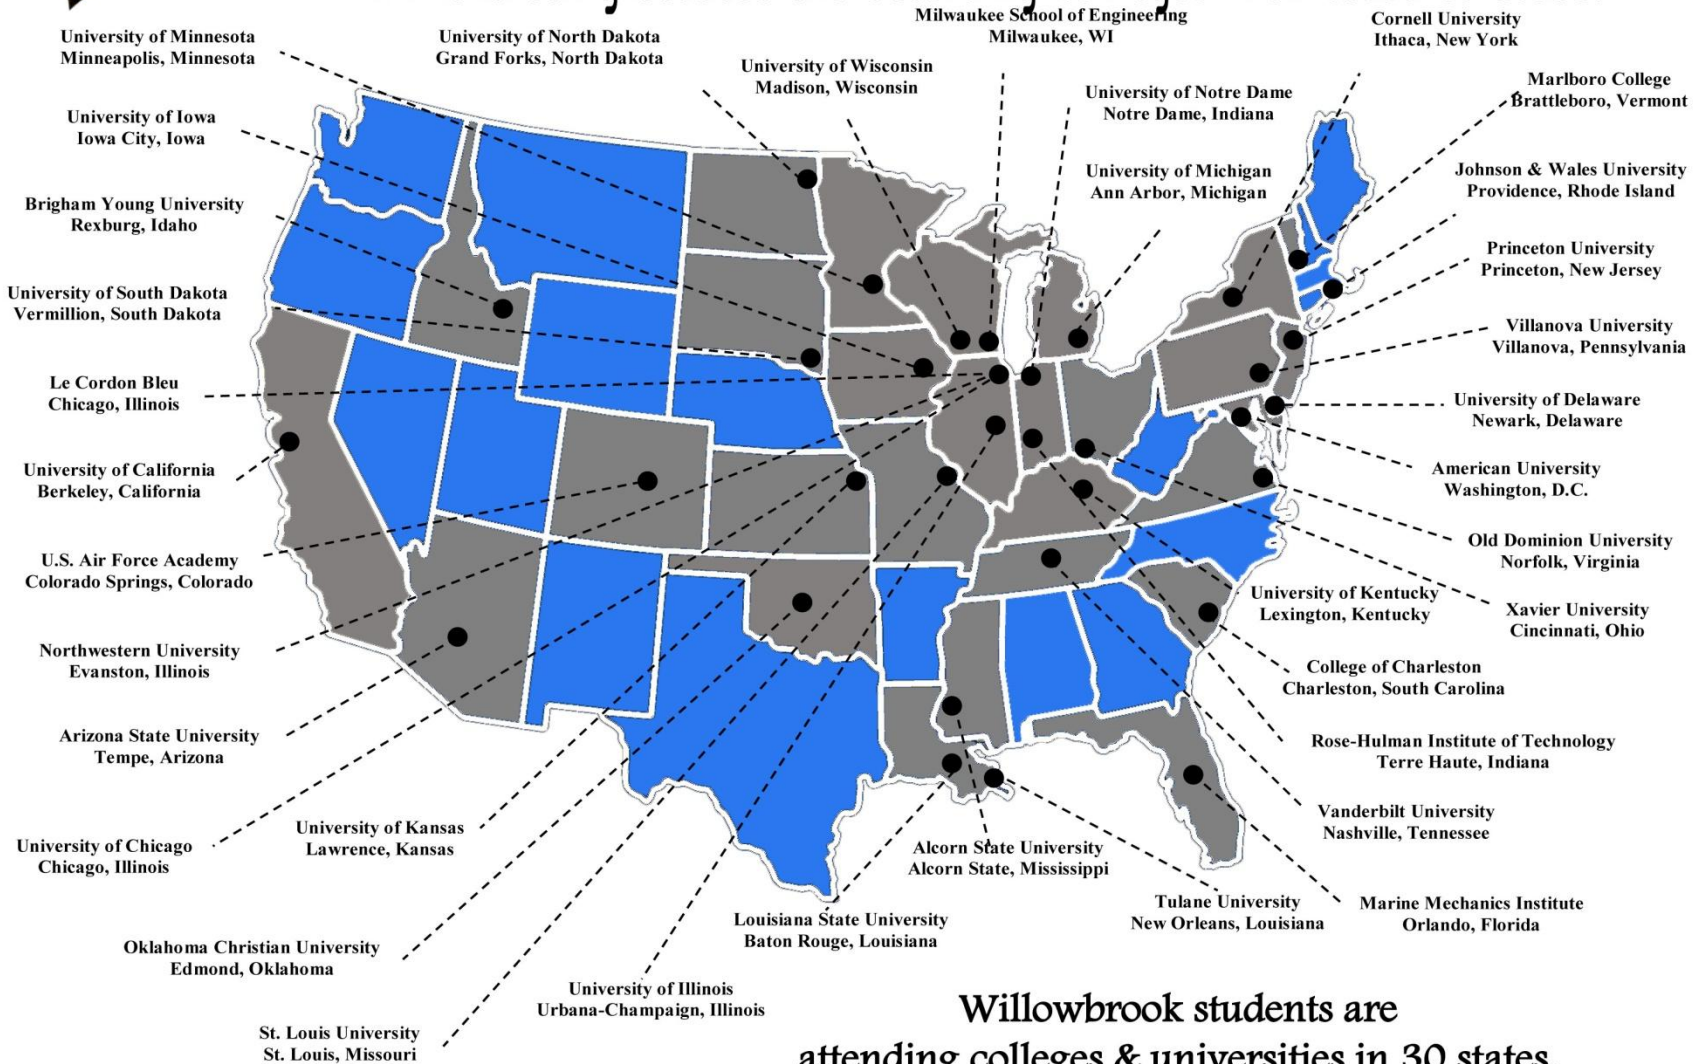 Milwaukee School of Engineering
Milwaukee, WI
Cornell University
Ithaca, New York
University of Minnesota
Minneapolis, Minnesota
University of North Dakota
Grand Forks, North Dakota
University of Wisconsin
Madison, Wisconsin
University of Notre Dame
Notre Dame, Indiana
Marlboro College
Brattleboro, Vermont
University of Iowa
Iowa City, Iowa
University of Michigan
Ann Arbor, Michigan
Johnson & Wales University
Providence, Rhode Island
Brigham Young University
Rexburg, Idaho
Princeton University
Princeton, New Jersey
University of South Dakota
Vermillion, South Dakota
Villanova University
Villanova, Pennsylvania
Le Cordon Bleu
Chicago, Illinois
University of Delaware
Newark, Delaware
University of California
Berkeley, California
American University
Washington, D.C.
U.S. Air Force Academy
Colorado Springs, Colorado
Old Dominion University
Norfolk, Virginia
University of Kentucky
Lexington, Kentucky
Xavier University
Cincinnati, Ohio
Northwestern University
Evanston, Illinois
College of Charleston
Charleston, South Carolina
Arizona State University
Tempe, Arizona
Rose-Hulman Institute of Technology
Terre Haute, Indiana
Vanderbilt University
Nashville, Tennessee
University of Chicago
Chicago, Illinois
University of Kansas
Lawrence, Kansas
Alcorn State University
Alcorn State, Mississippi
Tulane University
New Orleans, Louisiana
Marine Mechanics Institute
Orlando, Florida
Louisiana State University
Baton Rouge, Louisiana
Oklahoma Christian University
Edmond, Oklahoma
University of Illinois
Urbana-Champaign, Illinois
St. Louis University
St. Louis, Missouri
Willowbrook students are
attending colleges & universities in 30 states